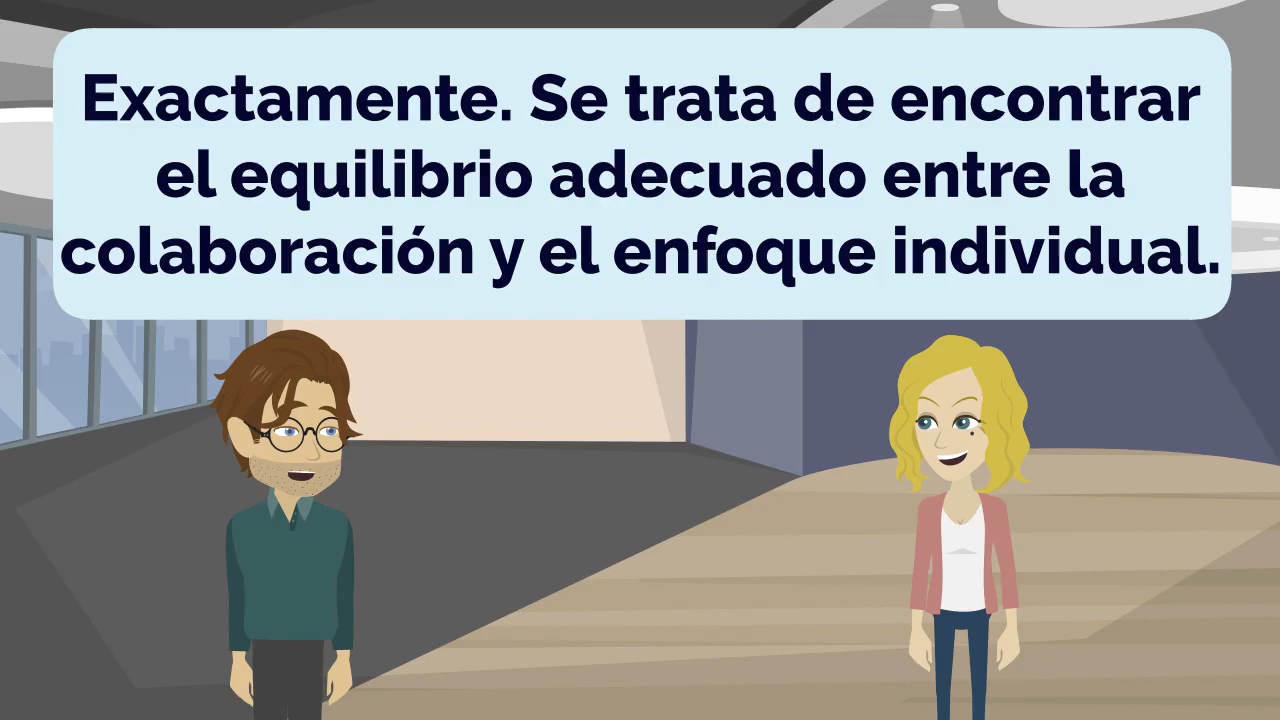 Exactamente. Se trata de encontrar
el equilibrio adecuado entre la
colaboración y el enfoque individual.